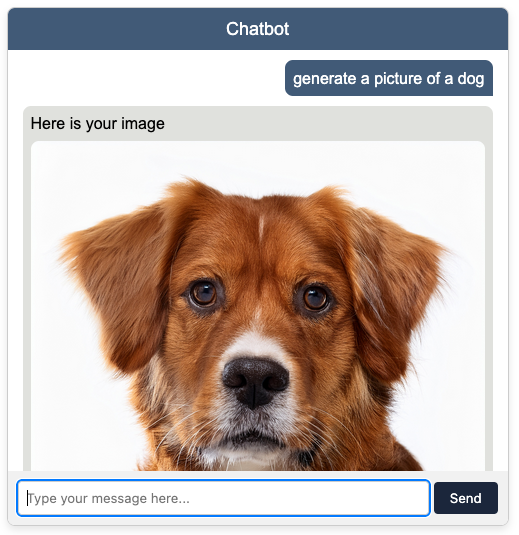 Chatbot
generate a picture of a dog
Here is your image
Type your message here...
Send